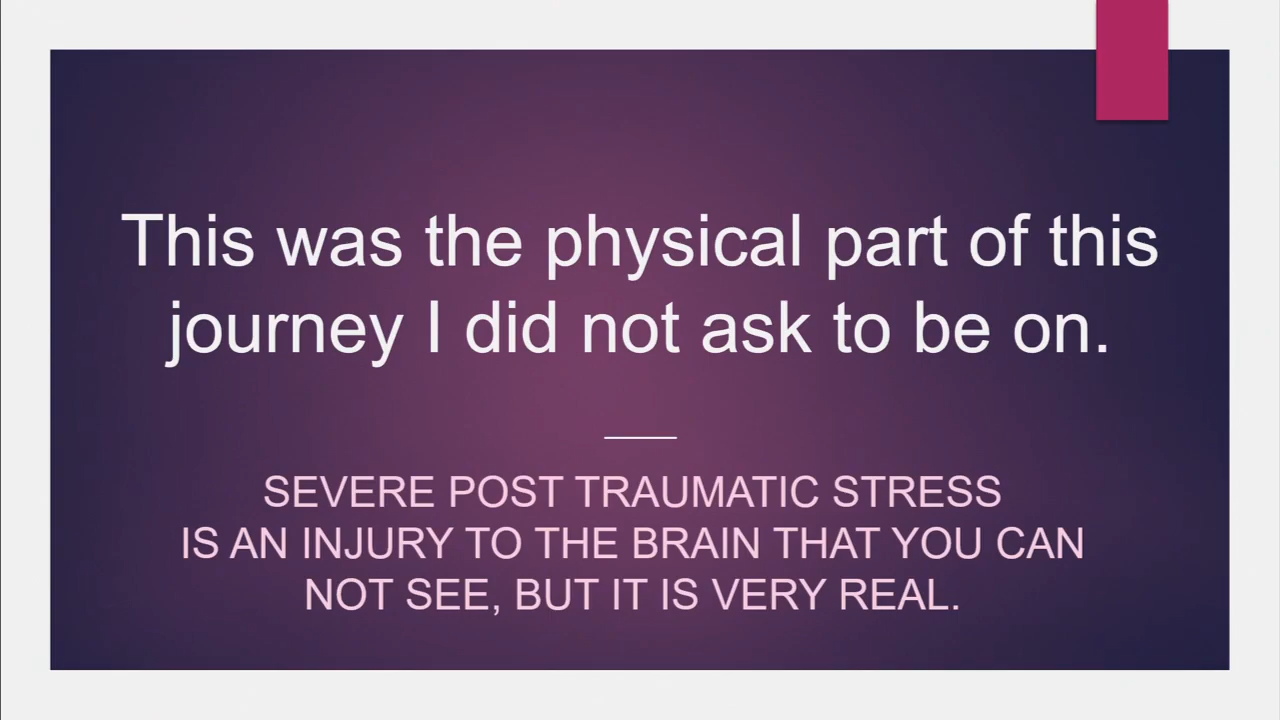 This was the physical part of this
journey I did not ask to be on.
SEVERE POST TRAUMATIC STRESS
IS AN INJURY TO THE BRAIN THAT YOU CAN
NOT SEE, BUT IT IS VERY REAL.